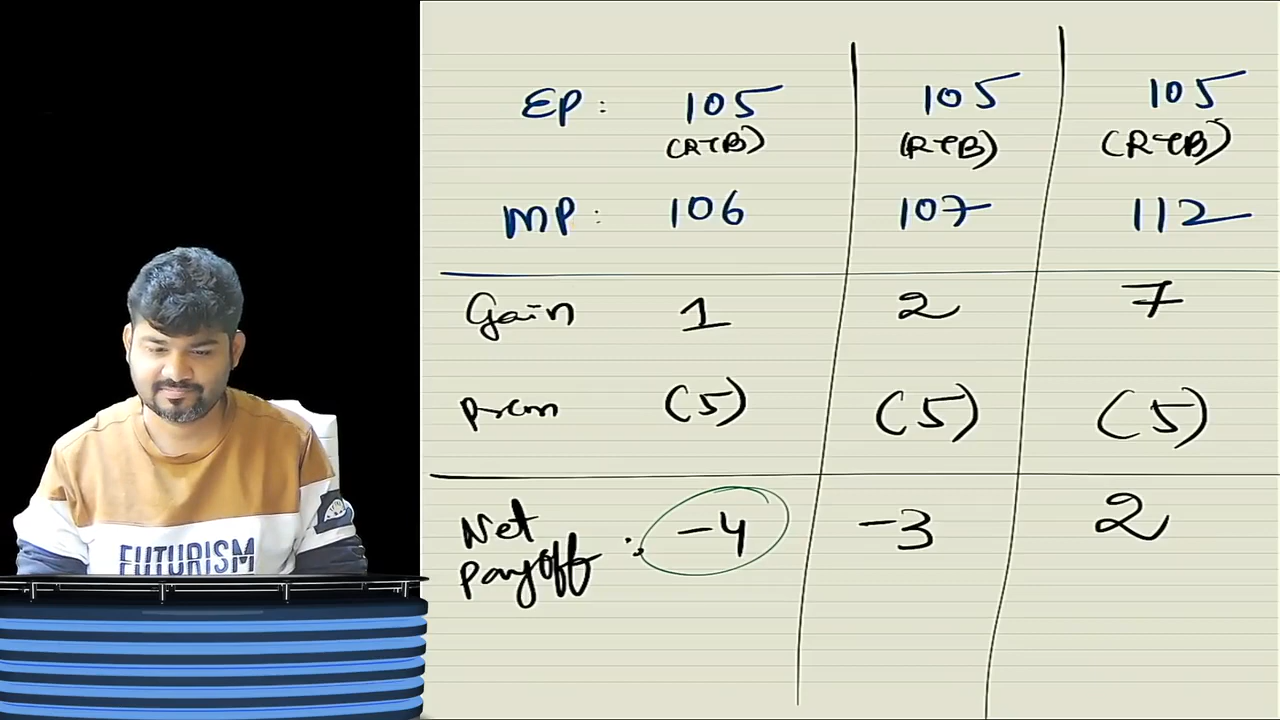 EP: 105 105 105
(RTB) (RTB) (RTB)
MP: 106 107 112
Gain 1 2 7
Prem (5) (5) (5)
Net
Payoff : -4 -3 2
FUTURISM